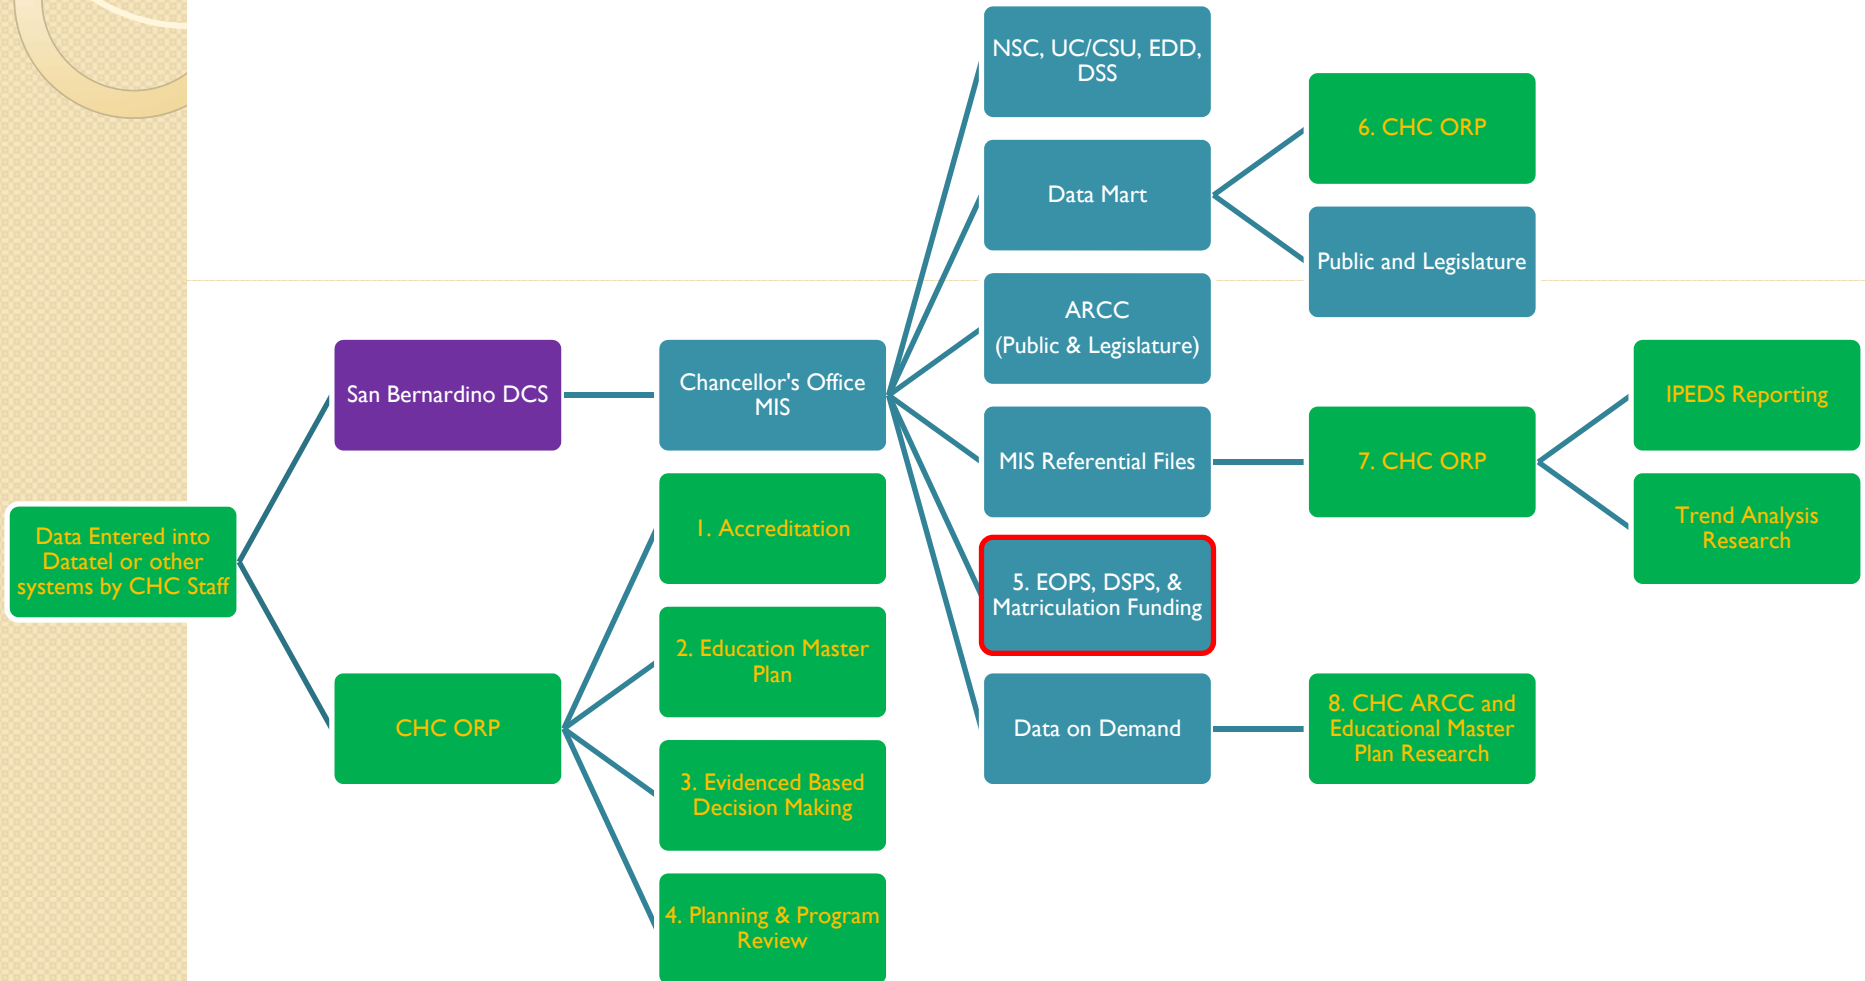 Data Entered into
Datatel or other
systems by CHC Staff
San Bernardino DCS
CHC ORP
Chancellor's Office
MIS
1. Accreditation
2. Education Master
Plan
3. Evidenced Based
Decision Making
4. Planning & Program
Review
NSC, UC/CSU, EDD,
DSS
Data Mart
ARCC
(Public & Legislature)
MIS Referential Files
5. EOPS, DSPS, &
Matriculation Funding
Data on Demand
6. CHC ORP
Public and Legislature
7. CHC ORP
8. CHC ARCC and
Educational Master
Plan Research
IPEDS Reporting
Trend Analysis
Research